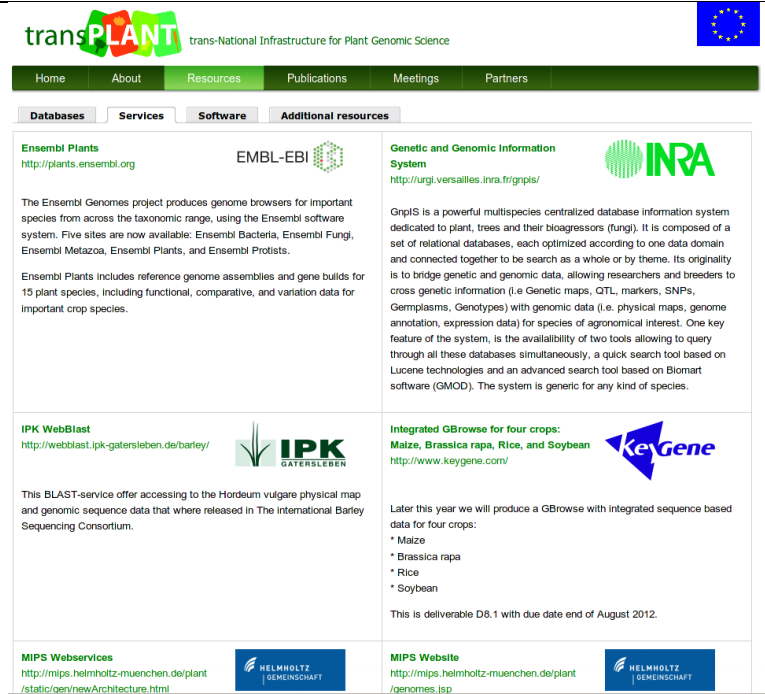 transPLANT trans-National Infrastructure for Plant Genomic Science
Home About Resources Publications Meetings Partners
Databases Services Software Additional resources
Ensembl Plants
http://plants.ensembl.org
EMBL-EBI
The Ensembl Genomes project produces genome browsers for important
species from across the taxonomic range, using the Ensembl software
system. Five sites are now available: Ensembl Bacteria, Ensembl Fungi,
Ensembl Metazoa, Ensembl Plants, and Ensembl Protists.
Ensembl Plants includes reference genome assemblies and gene builds for
15 plant species, including functional, comparative, and variation data for
important crop species.
Genetic and Genomic Information
System
http://urgi.versailles.inra.fr/gnpis/
INRA
GnpIS is a powerful multispecies centralized database information system
dedicated to plant, trees and their bioagressors (fungi). It is composed of a
set of relational databases, each optimized according to one data domain
and connected together to be search as a whole or by theme. Its originality
is to bridge genetic and genomic data, allowing researchers and breeders to
cross genetic information (i.e Genetic maps, QTL, markers, SNPs,
Germplasms, Genotypes) with genomic data (i.e. physical maps, genome
annotation, expression data) for species of agronomical interest. One key
feature of the system, is the availalibility of two tools allowing to query
through all these databases simultaneously, a quick search tool based on
Lucene technologies and an advanced search tool based on Biomart
software (GMOD). The system is generic for any kind of species.
IPK WebBlast
http://webblast.ipk-gatersleben.de/barley/
IPK
GATERSLEBEN
This BLAST-service offer accessing to the Hordeum vulgare physical map
and genomic sequence data that where released in The international Barley
Sequencing Consortium.
Integrated GBrowse for four crops:
Maize, Brassica rapa, Rice, and Soybean
http://www.keygene.com/
KeyGene
Later this year we will produce a GBrowse with integrated sequence based
data for four crops:
* Maize
* Brassica rapa
* Rice
* Soybean
This is deliverable D8.1 with due date end of August 2012.
MIPS Webservices
http://mips.helmholtz-muenchen.de/plant
/static/gen/newArchitecture.html
HELMHOLTZ
GEMEINSCHAFT
MIPS Website
http://mips.helmholtz-muenchen.de/plant
/genomes.jsp
HELMHOLTZ
GEMEINSCHAFT